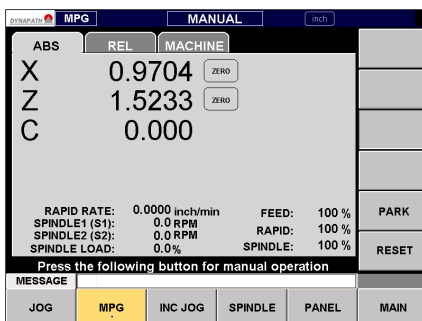 DYNAPATH MPG MANUAL inch
ABS REL MACHINE
X 0.9704 ZERO
Z 1.5233 ZERO
C 0.000
RAPID RATE: 0.0000 inch/min FEED: 100 %
SPINDLE1 (S1): 0.0 RPM RAPID: 100 %
SPINDLE2 (S2): 0.0 RPM SPINDLE: 100 %
SPINDLE LOAD: 0.0%
PARK
RESET
Press the following button for manual operation
MESSAGE
JOG MPG INC JOG SPINDLE PANEL MAIN